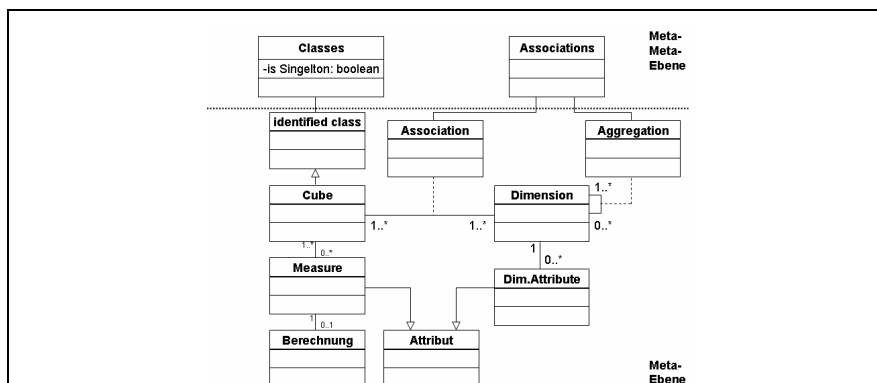 Classes
-is Singelton: boolean
Associations
Meta-
Meta-
Ebene
identified class
Association
Aggregation
Cube
Dimension
1..*
1..*
1..*
0..*
1..*
0..*
1
0..*
Measure
Dim.Attribute
1
0..1
Berechnung
Attribut
Meta-
Ebene